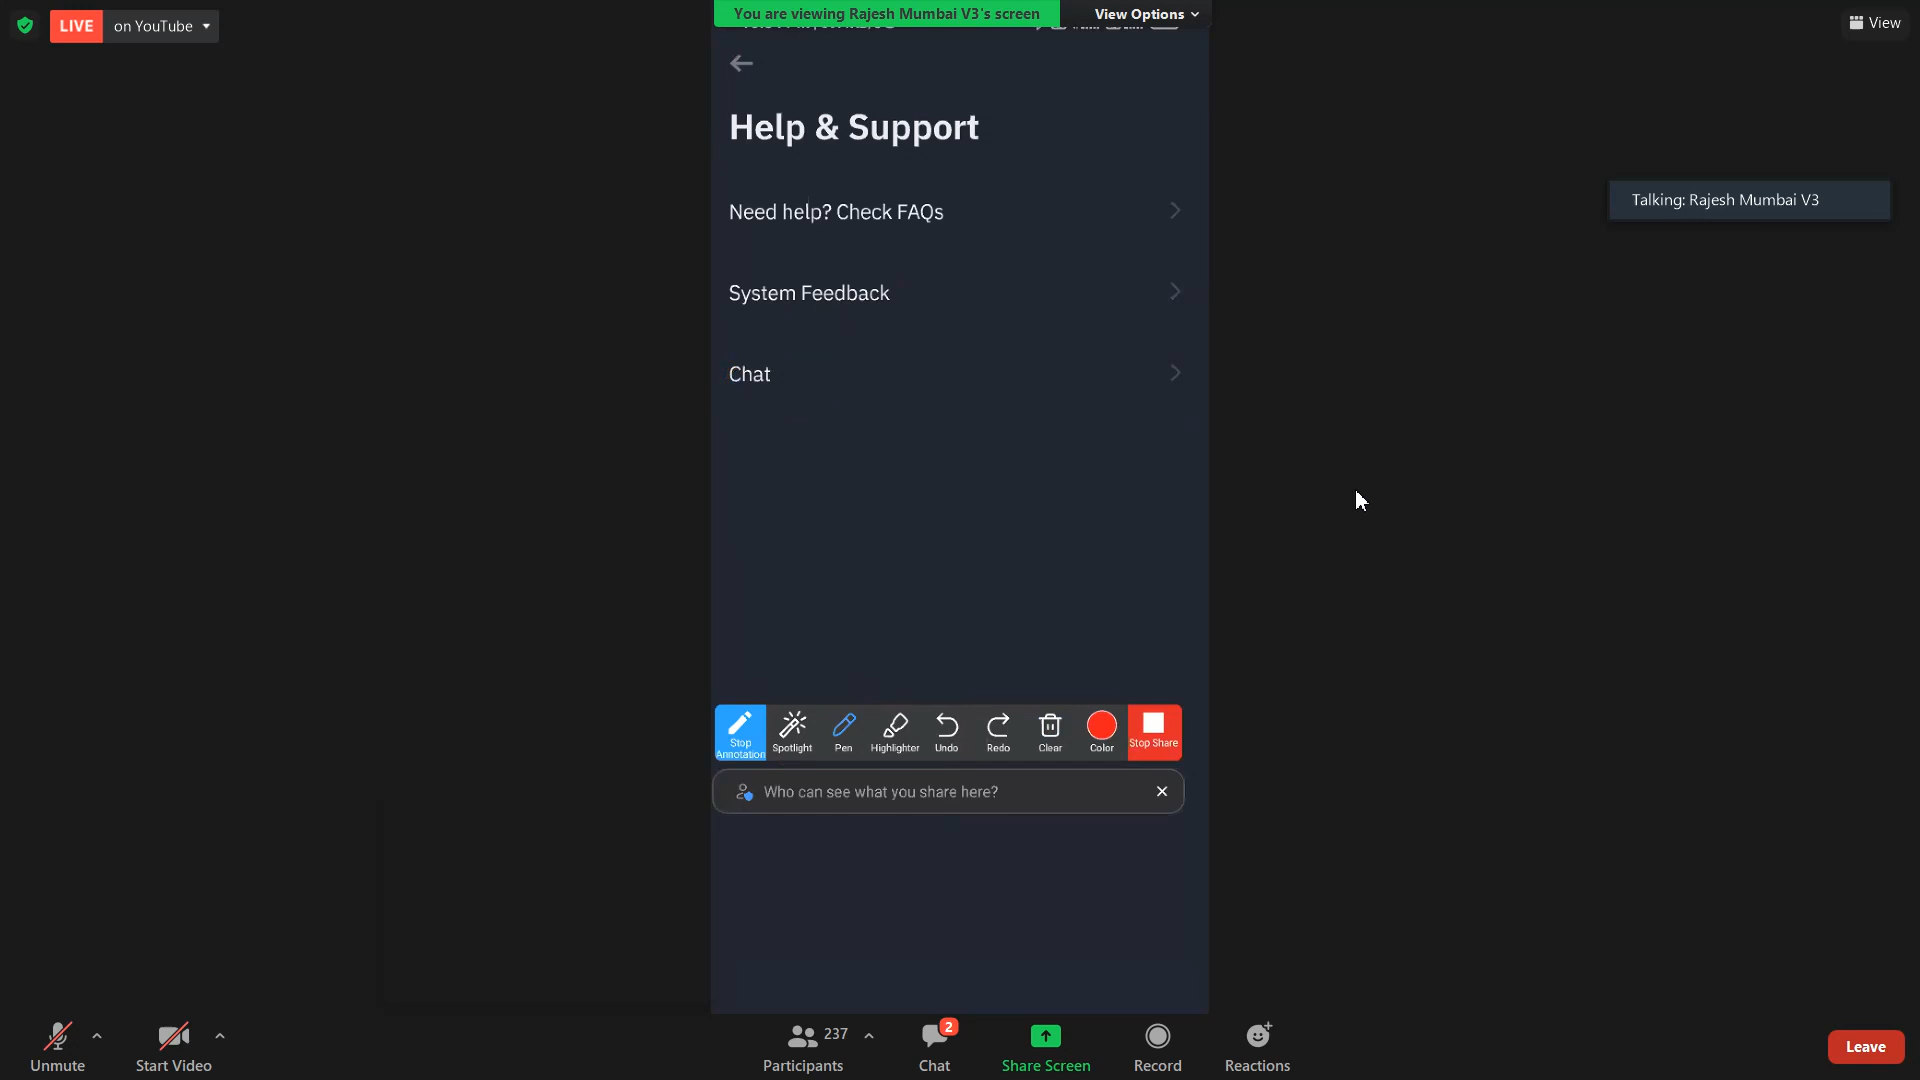 LIVE on YouTube
You are viewing Rajesh Mumbai V3's screen
View Options
View
Help & Support
Talking: Rajesh Mumbai V3
Need help? Check FAQs
System Feedback
Chat
Stop Annotation
Spotlight
Pen
Highlighter
Undo
Redo
Clear
Color
Stop Share
Who can see what you share here?
Unmute
Start Video
237
Participants
2
Chat
Share Screen
Record
Reactions
Leave